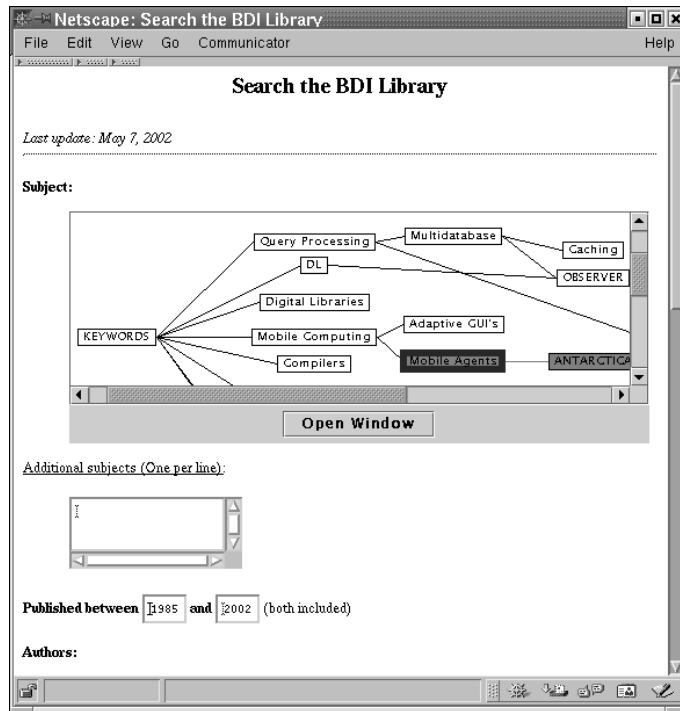 Netscape: Search the BDI Library
File Edit View Go Communicator Help
Search the BDI Library
Last update: May 7, 2002
Subject:
Query Processing
Multidatabase
Caching
DL
OBSERVER
Digital Libraries
Adaptive GUI's
KEYWORDS
Mobile Computing
Compilers
Mobile Agents
ANTARCTICA
Open Window
Additional subjects (One per line):
Published between 1985 and 2002 (both included)
Authors: